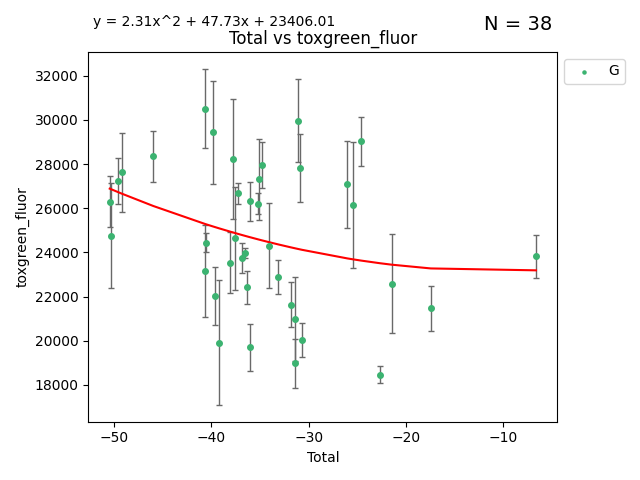 y = 2.31x^2 + 47.73x + 23406.01
N = 38
Total vs toxgreen_fluor
G
32000
30000
28000
26000
24000
22000
20000
18000
toxgreen_fluor
−50
−40
−30
−20
−10
Total